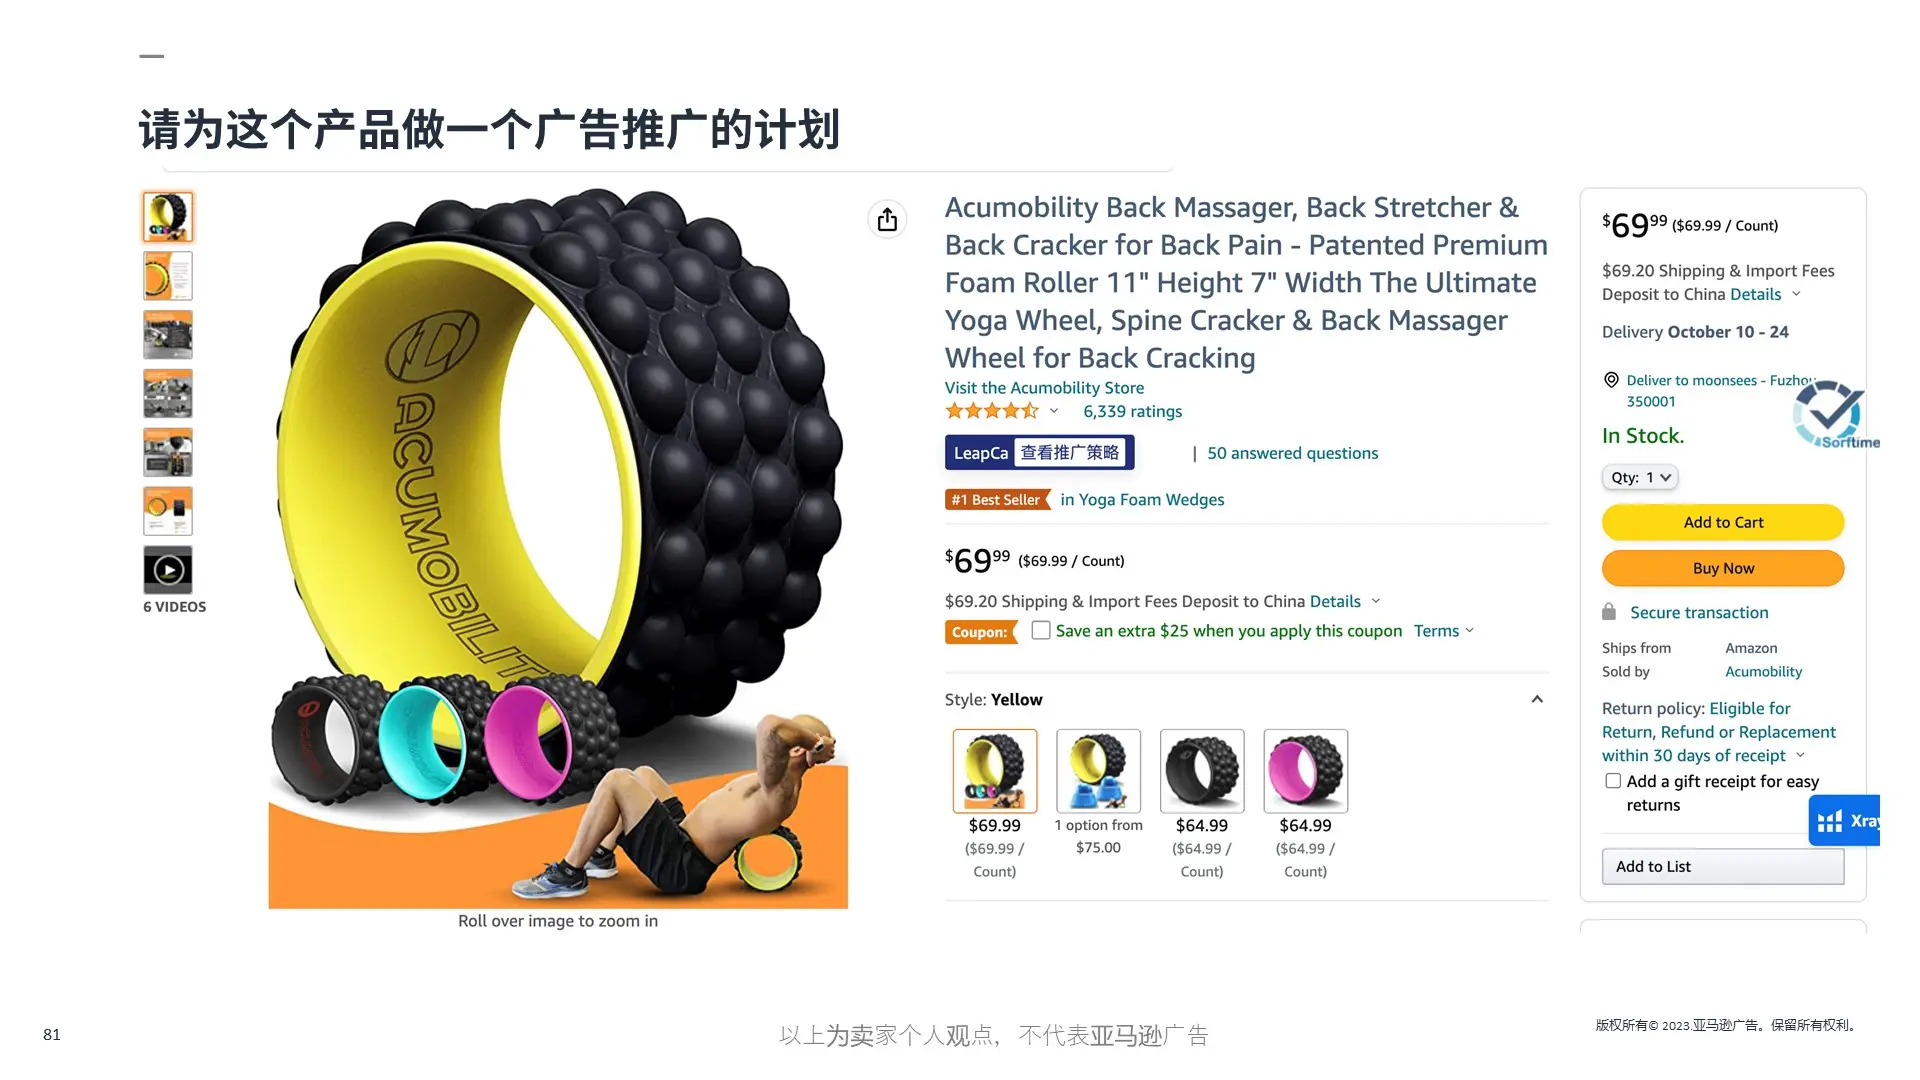 请为这个产品做一个广告推广的计划
6 VIDEOS
ACUMOBILIT
Roll over image to zoom in
Acumobility Back Massager, Back Stretcher &
Back Cracker for Back Pain - Patented Premium
Foam Roller 11" Height 7" Width The Ultimate
Yoga Wheel, Spine Cracker & Back Massager
Wheel for Back Cracking
Visit the Acumobility Store
6,339 ratings
LeapCa 查看推广策略 | 50 answered questions
#1 Best Seller in Yoga Foam Wedges
$69.99 ($69.99 / Count)
$69.20 Shipping & Import Fees Deposit to China Details
Coupon: Save an extra $25 when you apply this coupon Terms
Style: Yellow
$69.99
($69.99 /
Count)
1 option from
$75.00
$64.99
($64.99 /
Count)
$64.99
($64.99 /
Count)
$69.99 ($69.99 / Count)
$69.20 Shipping & Import Fees
Deposit to China Details
Delivery October 10 - 24
Deliver to moonsees - Fuzhou
350001
Sorftime
In Stock.
Qty: 1
Add to Cart
Buy Now
Secure transaction
Ships from Amazon
Sold by Acumobility
Return policy: Eligible for
Return, Refund or Replacement
within 30 days of receipt
Add a gift receipt for easy
returns
Xray
Add to List
81
以上为卖家个人观点，不代表亚马逊广告
版权所有© 2023.亚马逊广告。保留所有权利。